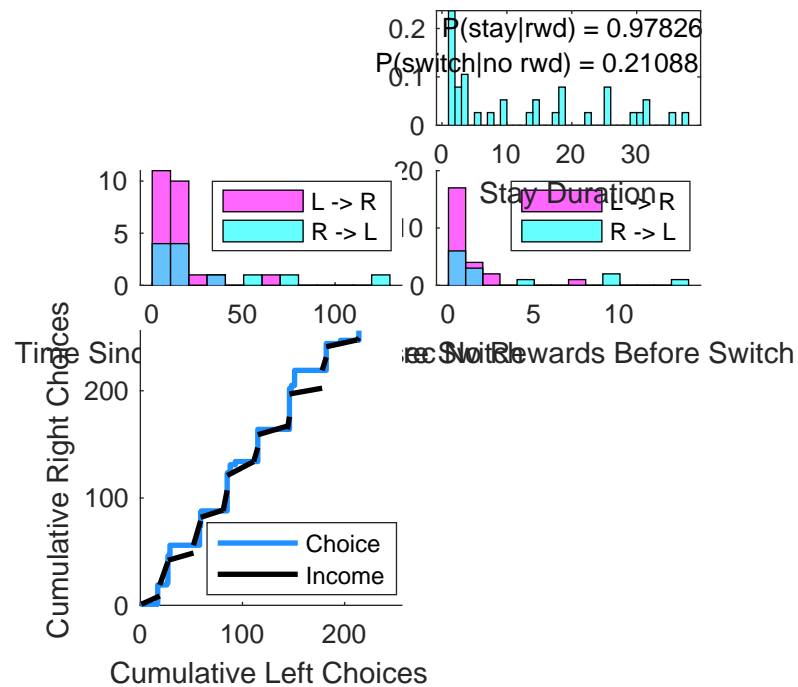 P(stay|rwd) = 0.97826
P(switch|no rwd) = 0.21088
0.2
0.1
0
0 10 20 30
Stay Duration
10
5
0
L -> R
R -> L
0 50 100
Time Sinc
20
10
0
L -> R
R -> L
0 5 10
Rewards Before Switch
Cumulative Right Choices
200
100
0
Choice
Income
0 100 200
Cumulative Left Choices